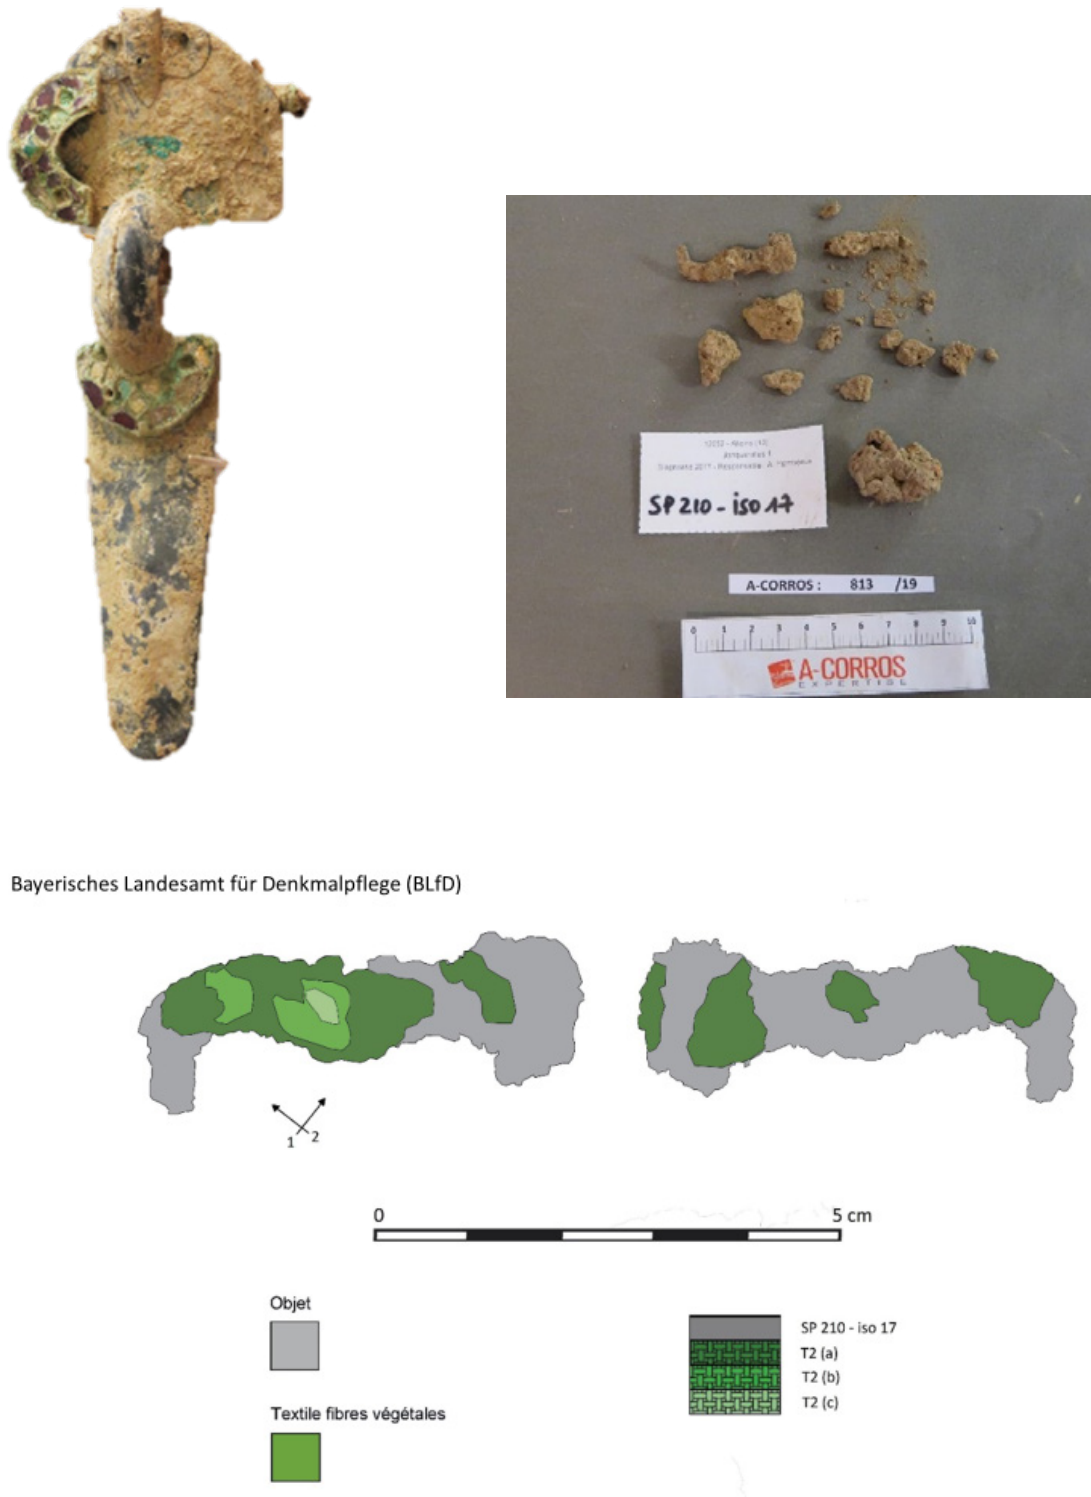 SP 210 - iso 17
A-CORROS : 813 /19
0 1 2 3 4 5 6 7 8 9 10
A-CORROS
EXPERTISE
Bayerisches Landesamt für Denkmalpflege (BLfD)
1 2
0 5 cm
Objet
Textile fibres végétales
SP 210 - iso 17
T2 (a)
T2 (b)
T2 (c)